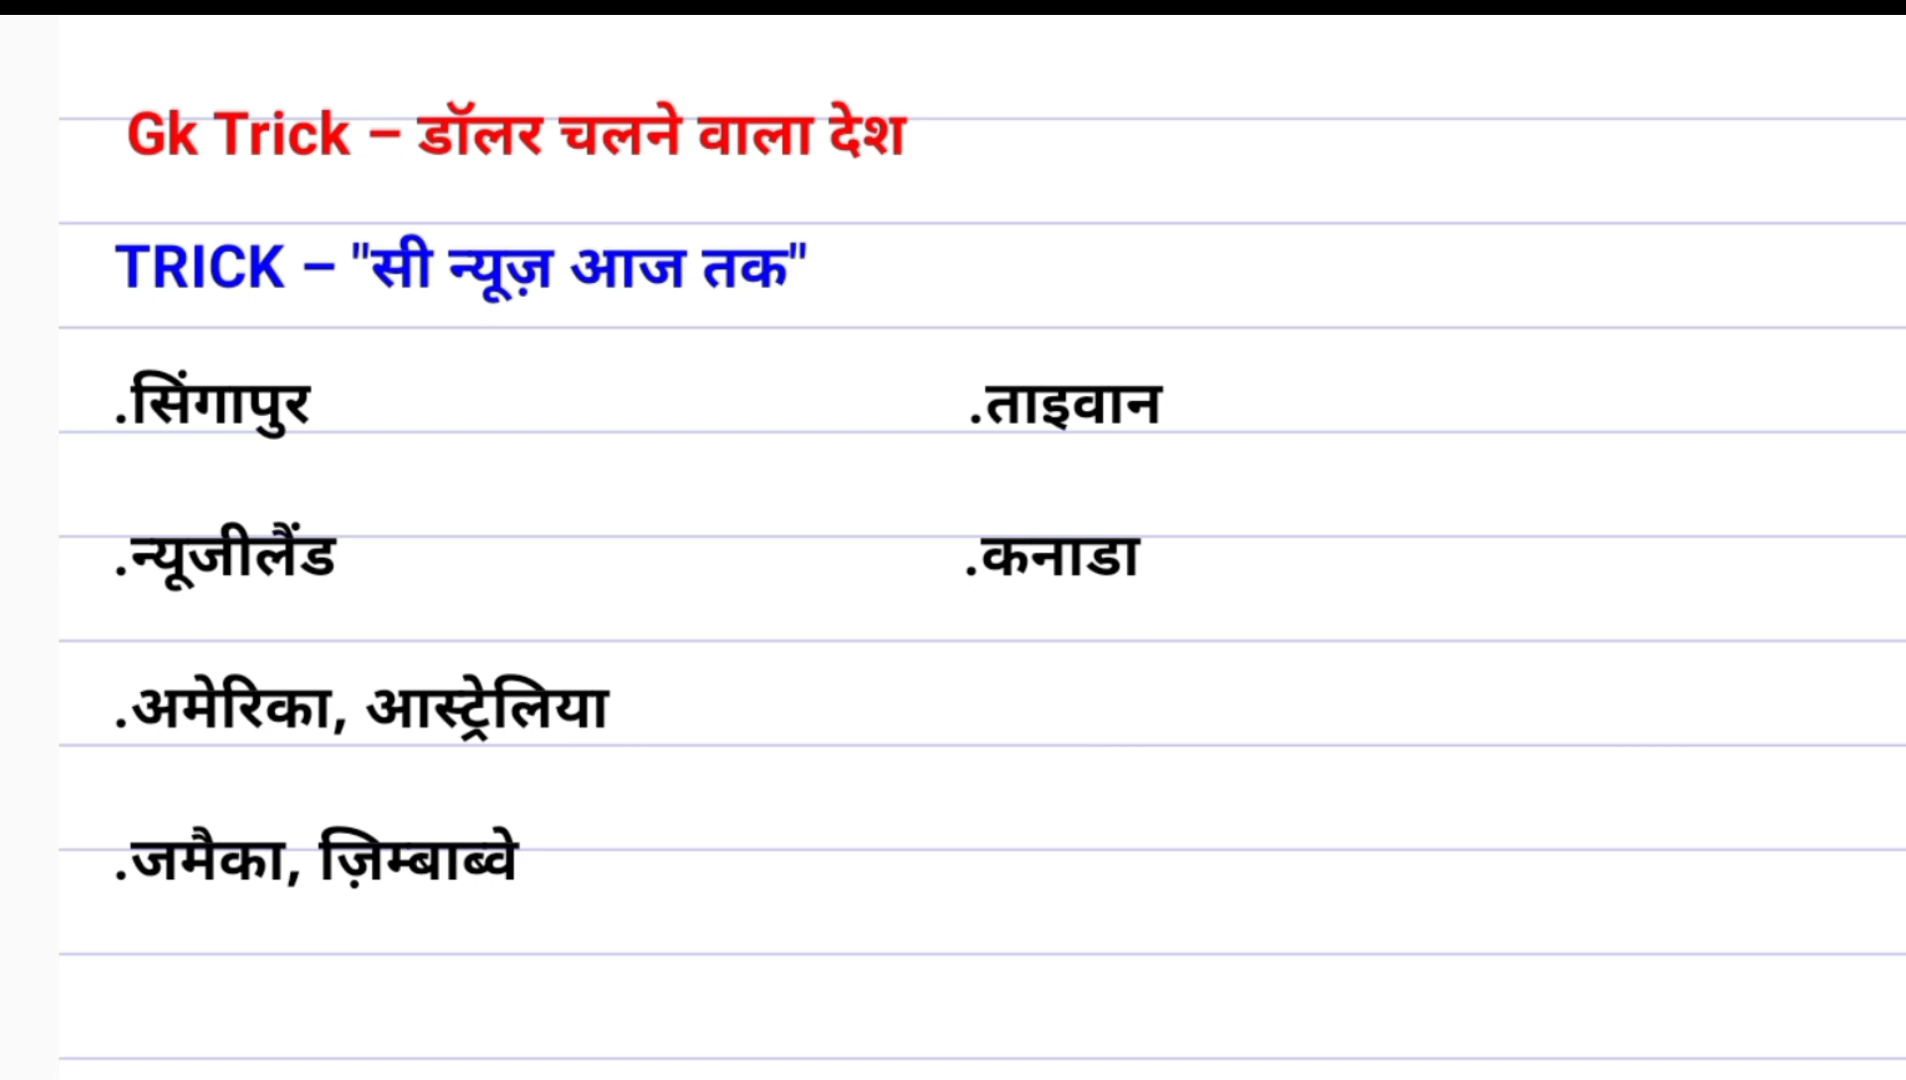 Gk Trick – डॉलर चलने वाला देश
TRICK – "सी न्यूज़ आज तक"
.सिंगापुर
.न्यूजीलैंड
.अमेरिका, आस्ट्रेलिया
.जमैका, ज़िम्बाब्वे
.ताइवान
.कनाडा